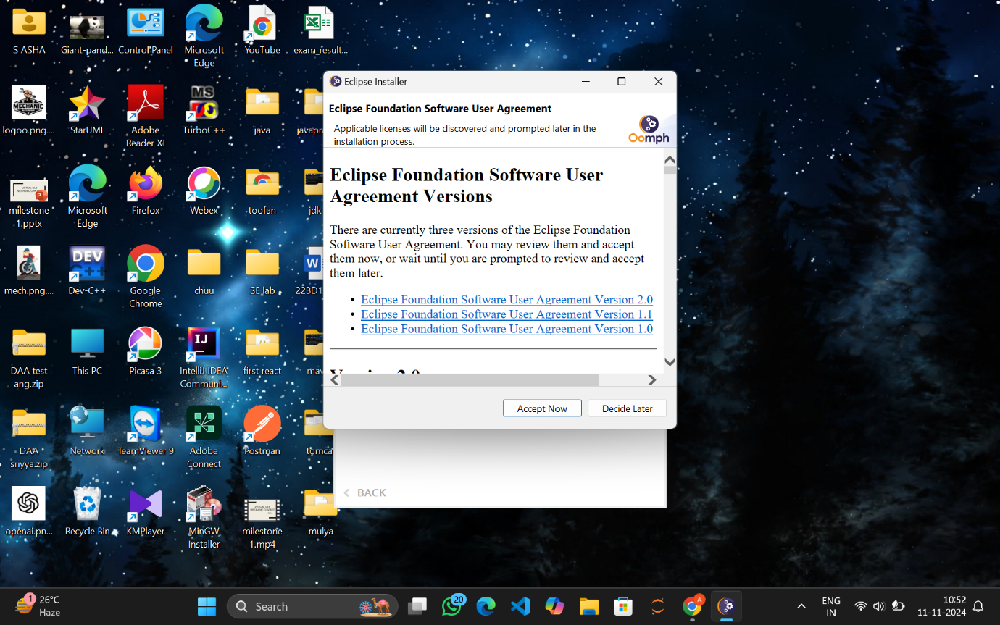 S ASHA
Giant-pand...
Control Panel
Microsoft
Edge
YouTube
exam_result...
MECHANIC
logoo.png....
StarUML
Adobe
Reader XI
MS
TurboC++
java
javapra
milestone
1.pptx
Microsoft
Edge
Firefox
Webex
toofan
jdk
mech.png....
DEV
C++
Dev-C++
Google
Chrome
chuu
SE lab
22BD1
DAA test
ang.zip
This PC
Picasa 3
IJ
IntelliJ IDEA
Communi...
first react
mav
DAA
sriyya.zip
Network
TeamViewer 9
Adobe
Connect
Postman
tomca
openai.pn...
Recycle Bin
KMPlayer
MinGW
Installer
milestone
1.mp4
mulya
Eclipse Installer
Eclipse Foundation Software User Agreement
Applicable licenses will be discovered and prompted later in the
installation process.
Oomph
Eclipse Foundation Software User
Agreement Versions
There are currently three versions of the Eclipse Foundation
Software User Agreement. You may review them and accept
them now, or wait until you are prompted to review and accept
them later.
• Eclipse Foundation Software User Agreement Version 2.0
• Eclipse Foundation Software User Agreement Version 1.1
• Eclipse Foundation Software User Agreement Version 1.0
Version 2.0
Accept Now
Decide Later
BACK
1
26°C
Haze
Search
20
A
ENG
IN
10:52
11-11-2024